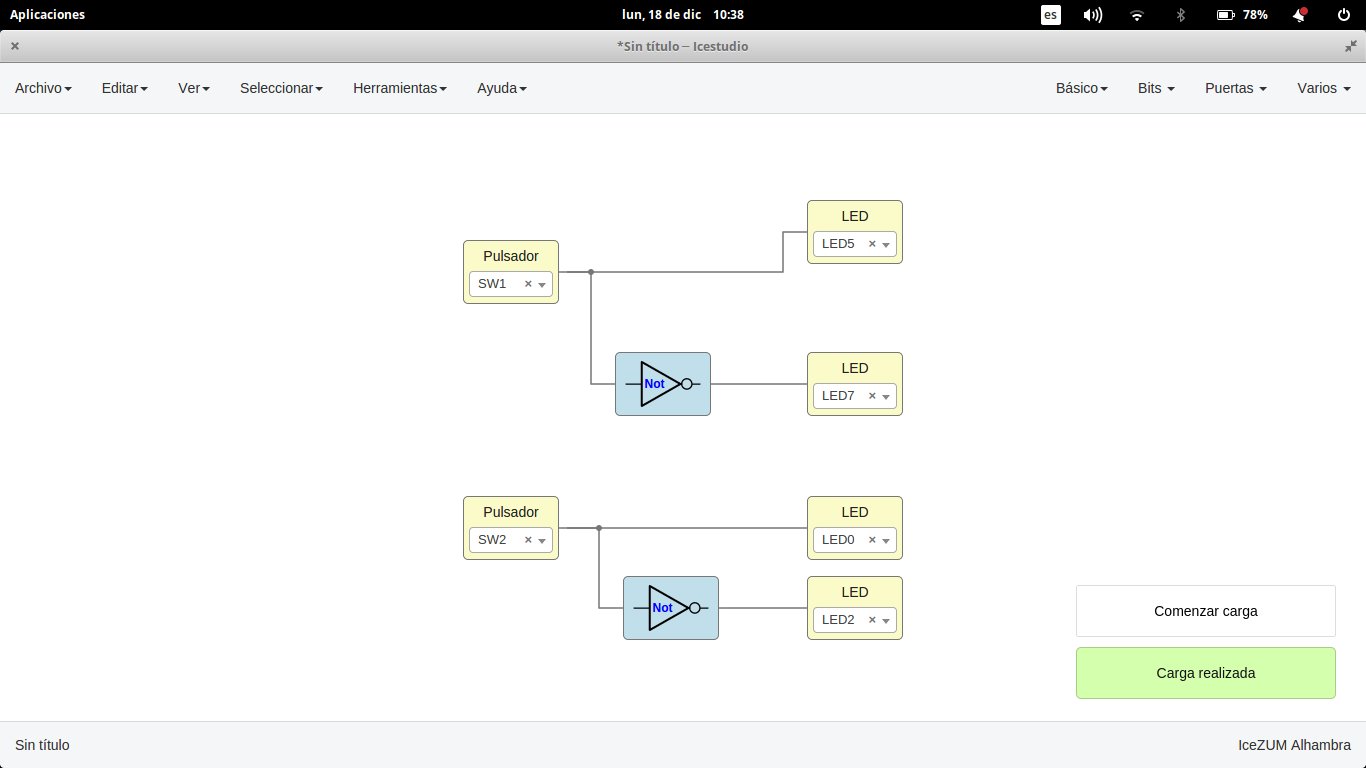 Aplicaciones
lun, 18 de dic 10:38
es
78%
*Sin título – Icestudio
Archivo
Editar
Ver
Seleccionar
Herramientas
Ayuda
Básico
Bits
Puertas
Varios
LED
LED5
Pulsador
SW1
Not
LED
LED7
Pulsador
SW2
LED
LED0
Not
LED
LED2
Comenzar carga
Carga realizada
Sin título
IceZUM Alhambra